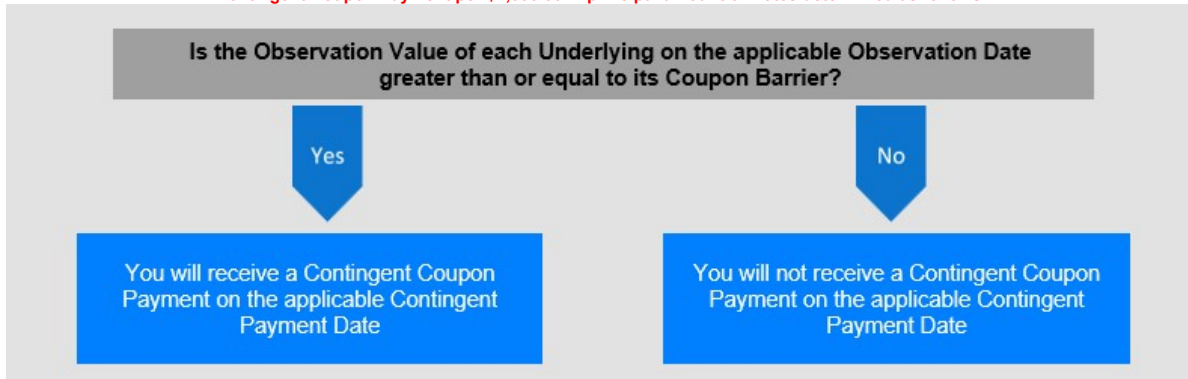 Is the Observation Value of each Underlying on the applicable Observation Date
greater than or equal to its Coupon Barrier?
Yes
No
You will receive a Contingent Coupon
Payment on the applicable Contingent
Payment Date
You will not receive a Contingent Coupon
Payment on the applicable Contingent
Payment Date